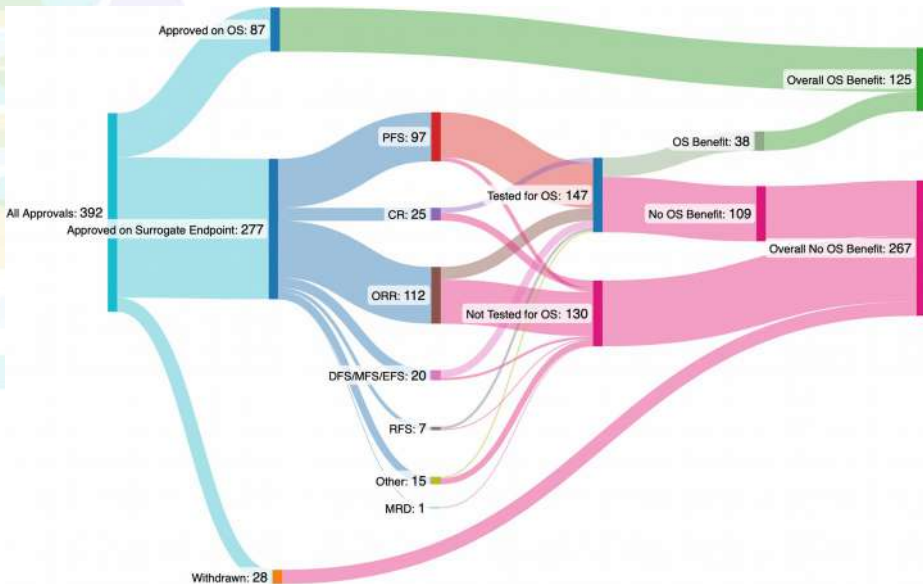 Approved on OS: 87
Overall OS Benefit: 125
PFS: 97
OS Benefit: 38
Tested for OS: 147
All Approvals: 392
CR: 25
No OS Benefit: 109
Approved on Surrogate Endpoint: 277
Overall No OS Benefit: 267
ORR: 112
Not Tested for OS: 130
DFS/MFS/EFS: 20
RFS: 7
Other: 15
MRD: 1
Withdrawn: 28